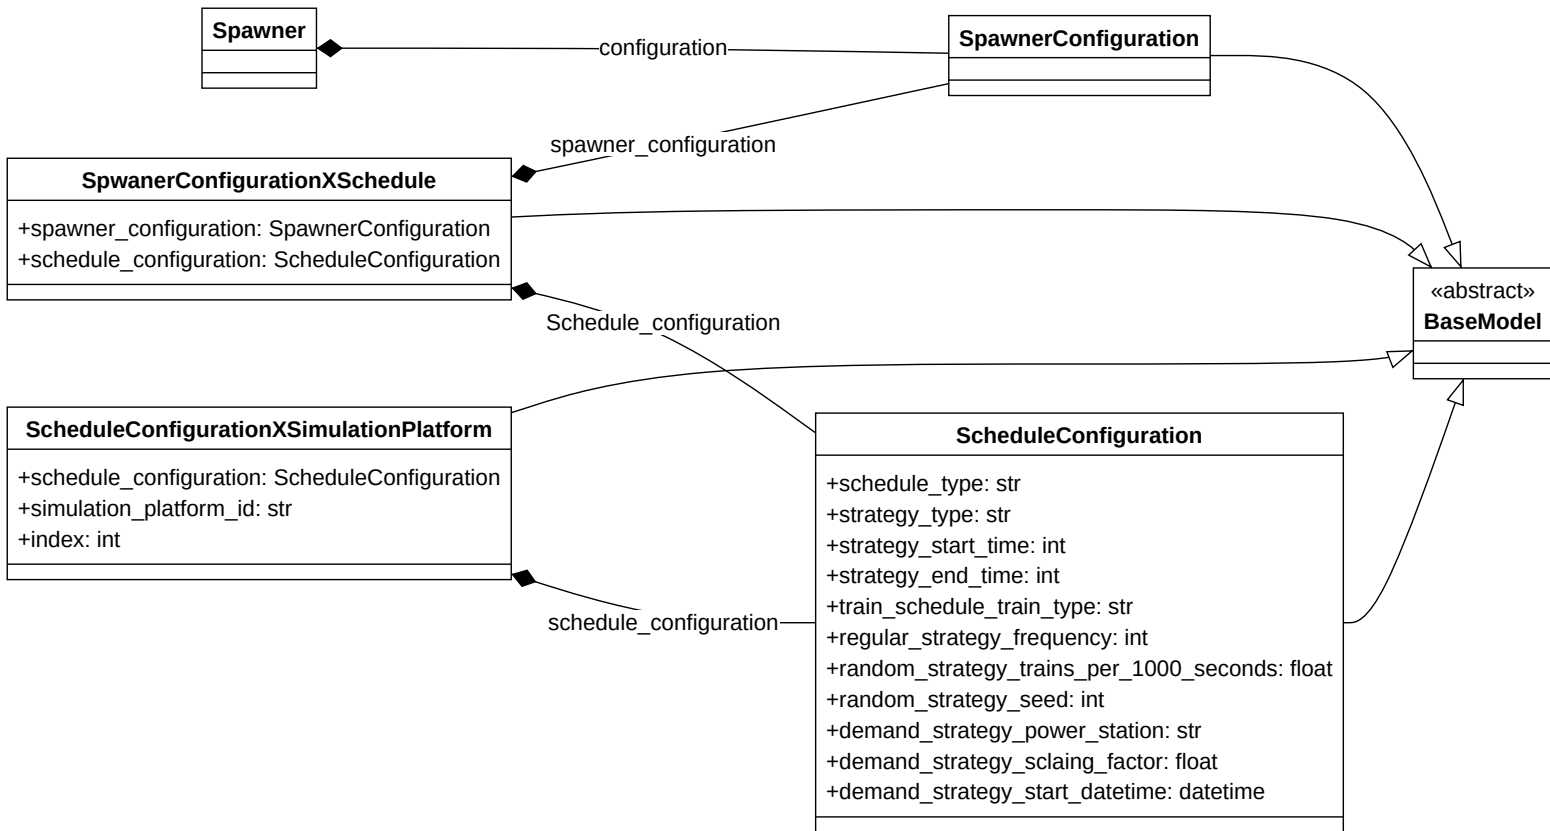 Spawner
configuration
SpawnerConfiguration
spawner_configuration
SpwanerConfigurationXSchedule
+spawner_configuration: SpawnerConfiguration
+schedule_configuration: ScheduleConfiguration
Schedule_configuration
«abstract»
BaseModel
ScheduleConfigurationXSimulationPlatform
+schedule_configuration: ScheduleConfiguration
+simulation_platform_id: str
+index: int
schedule_configuration
ScheduleConfiguration
+schedule_type: str
+strategy_type: str
+strategy_start_time: int
+strategy_end_time: int
+train_schedule_train_type: str
+regular_strategy_frequency: int
+random_strategy_trains_per_1000_seconds: float
+random_strategy_seed: int
+demand_strategy_power_station: str
+demand_strategy_sclaing_factor: float
+demand_strategy_start_datetime: datetime